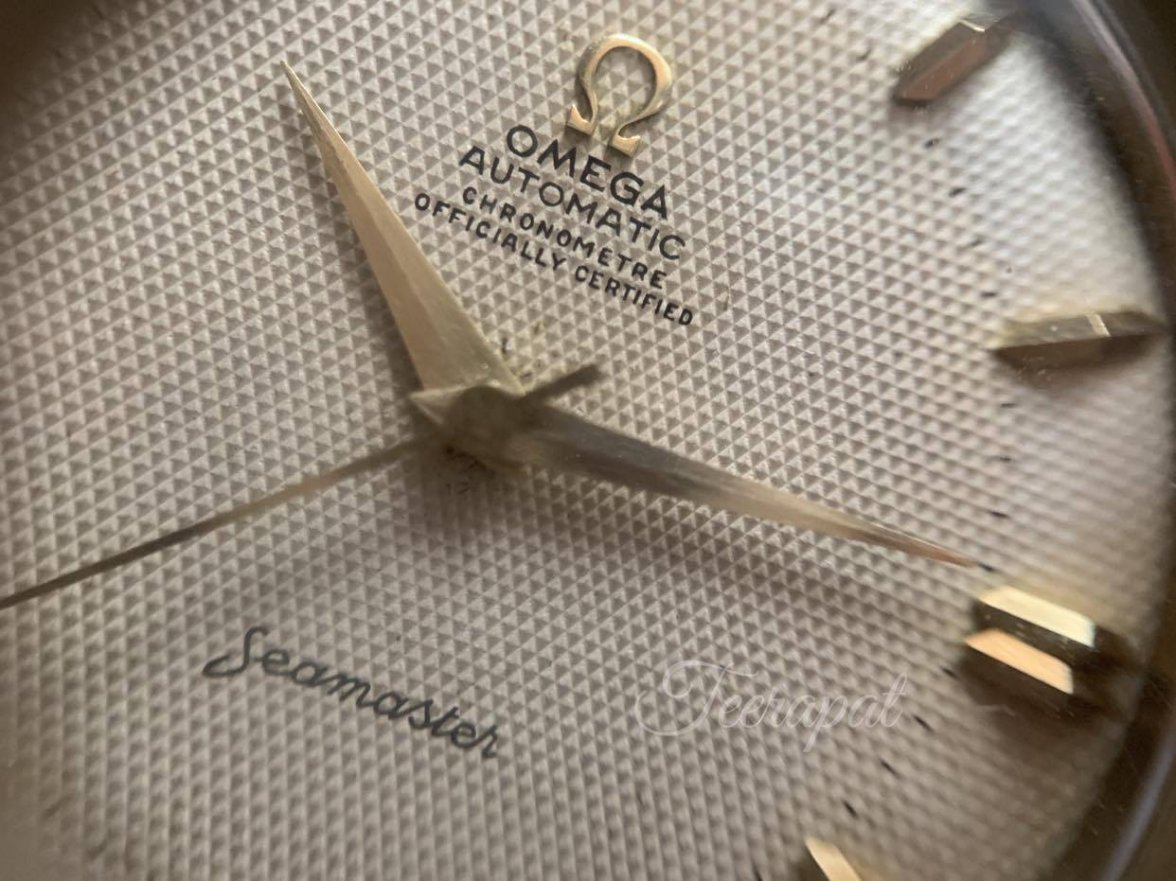 OMEGA
AUTOMATIC
CHRONOMETRE
OFFICIALLY CERTIFIED
Seamaster
Teerapat